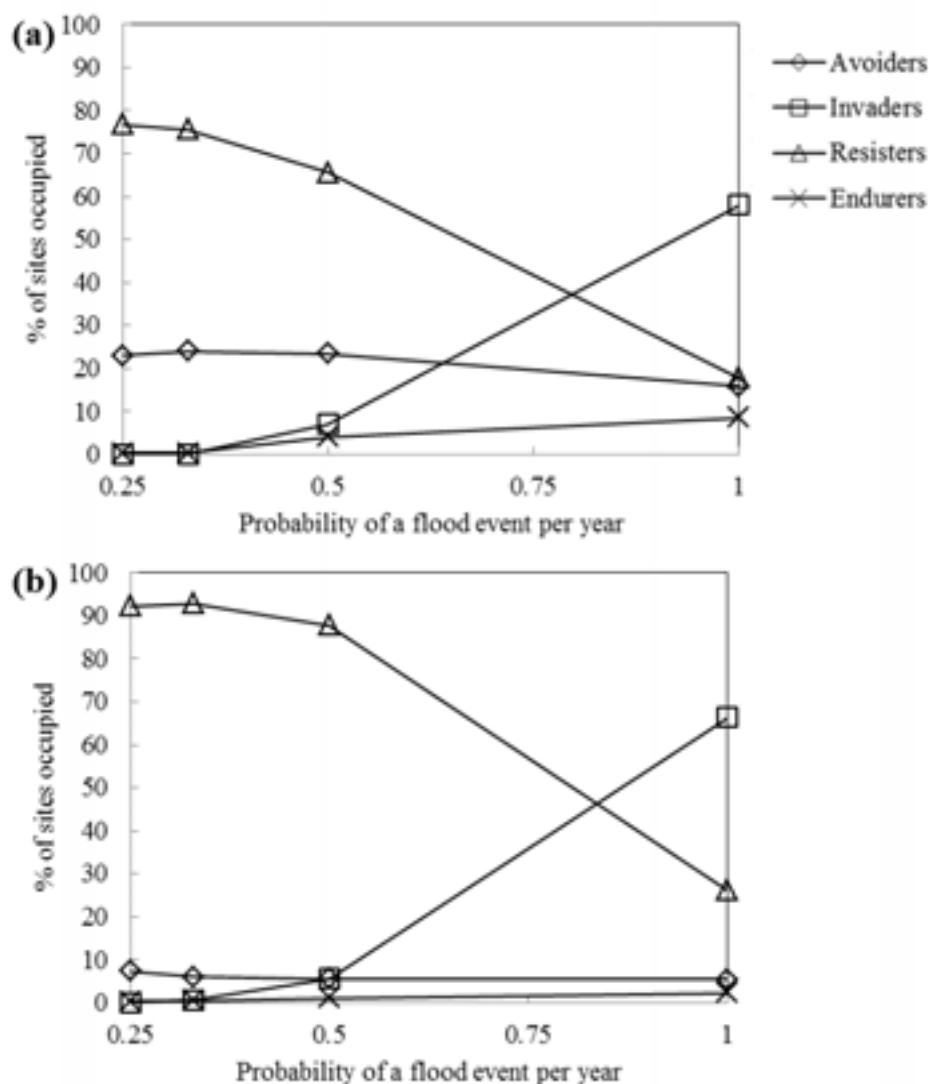 (a)
100
90
80
70
60
50
40
30
20
10
0
% of sites occupied
0.25 0.5 0.75 1
Probability of a flood event per year
Avoiders
Invaders
Resisters
Endurers
(b)
100
90
80
70
60
50
40
30
20
10
0
% of sites occupied
0.25 0.5 0.75 1
Probability of a flood event per year